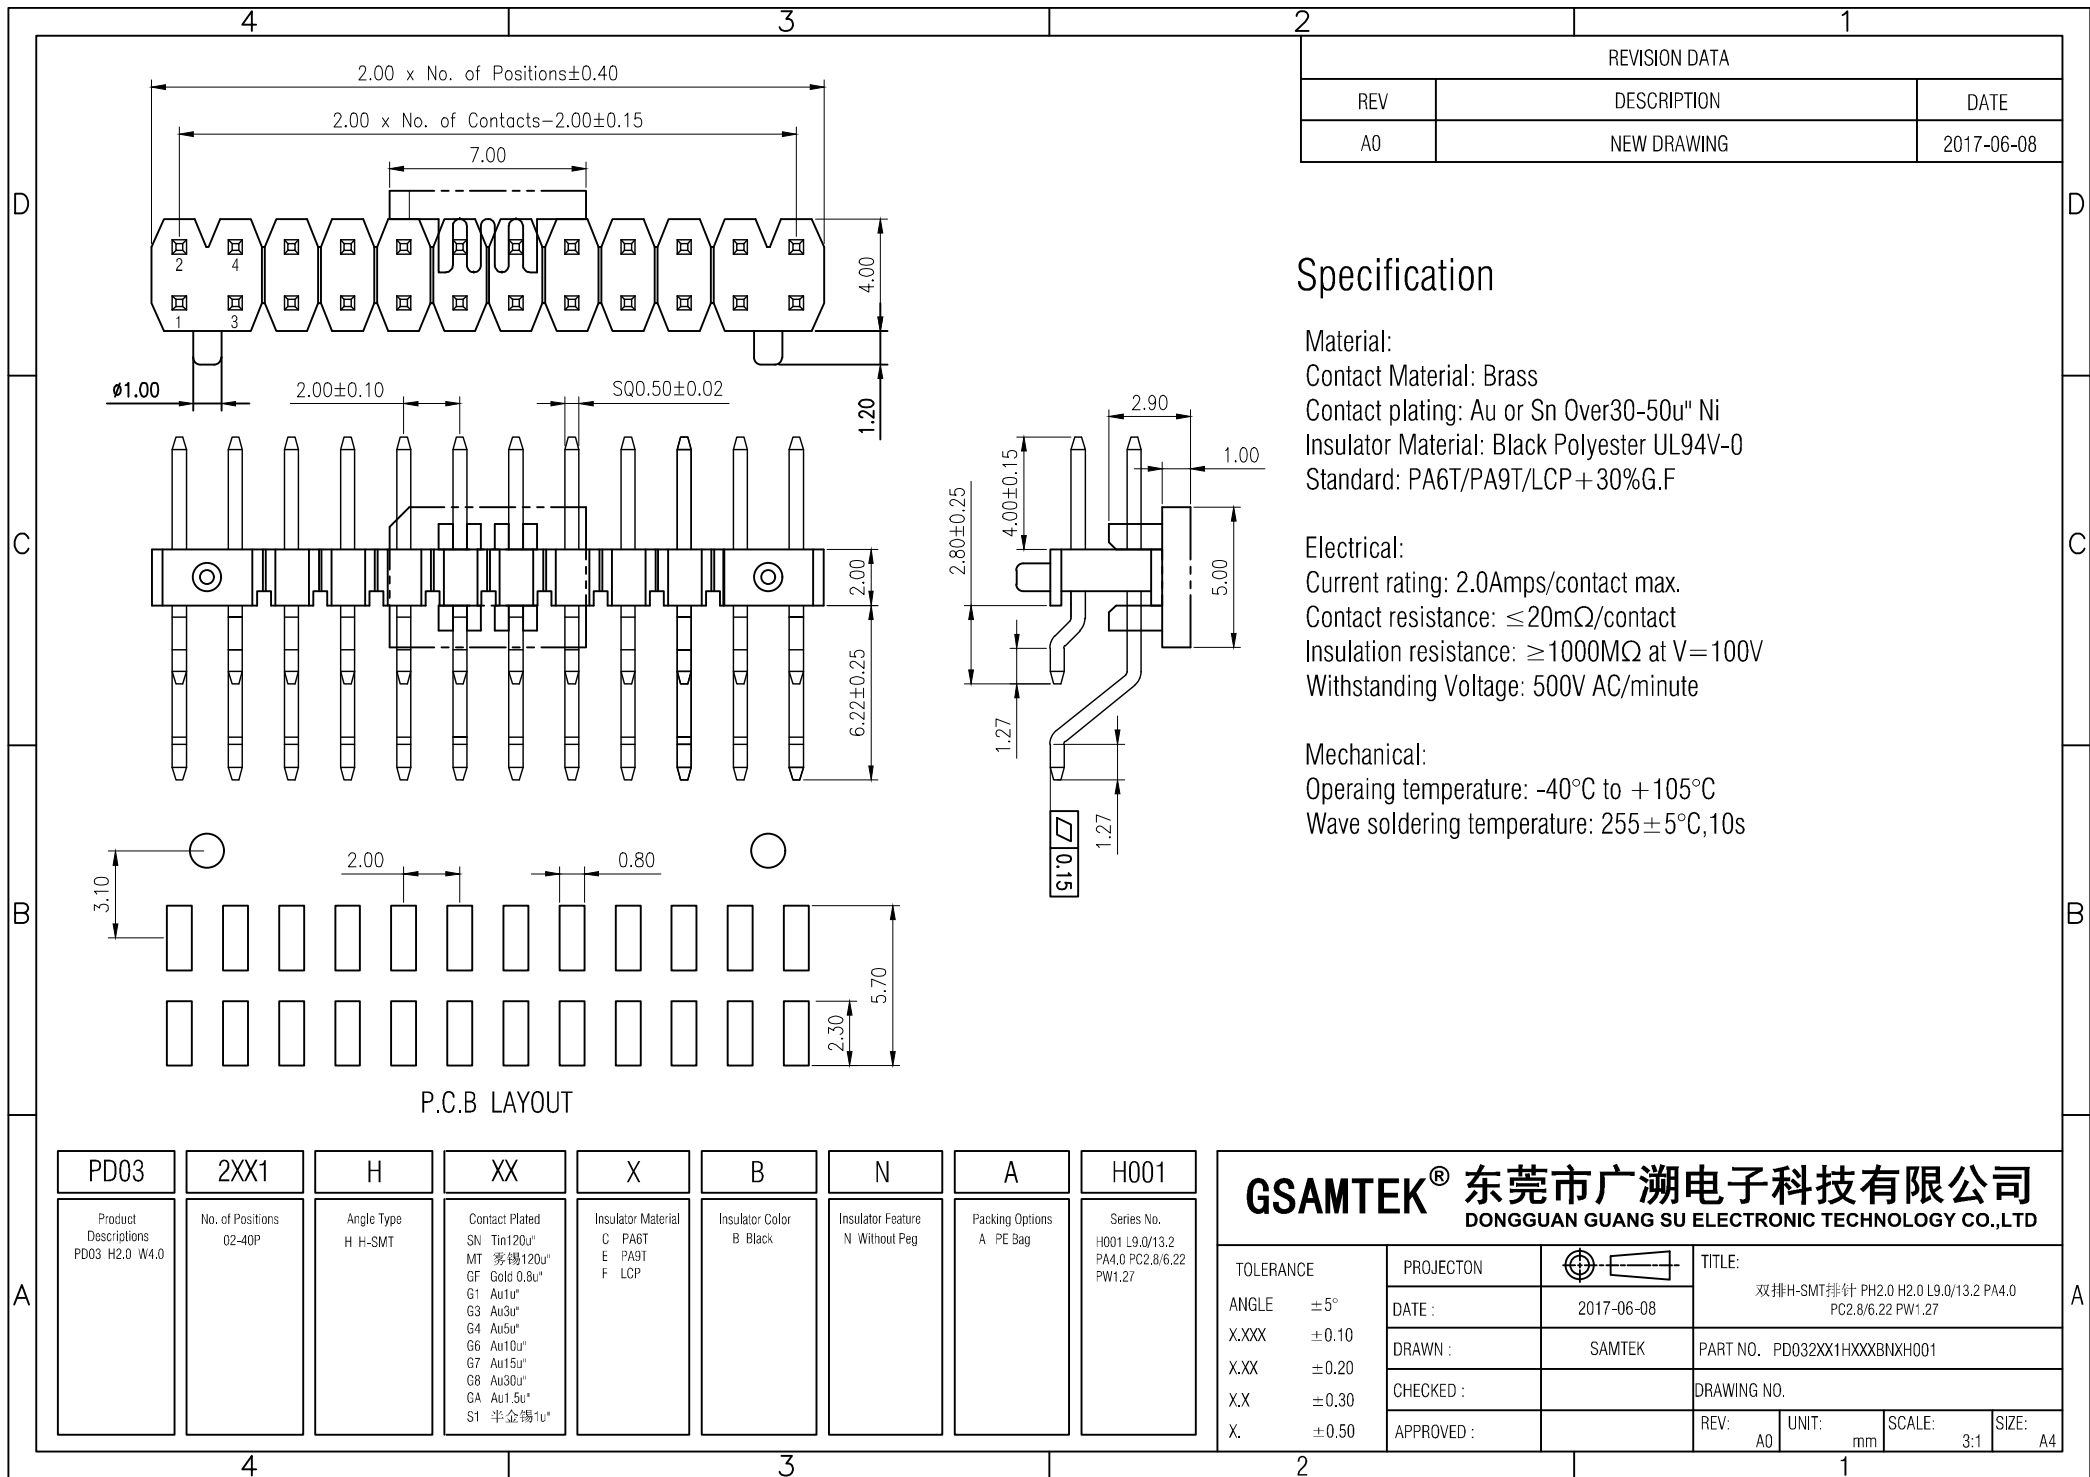 4
3
2
1
REVISION DATA
REV
DESCRIPTION
DATE
A0
NEW DRAWING
2017-06-08
D
D
2.00 x No. of Positions±0.40
2.00 x No. of Contacts-2.00±0.15
7.00
2
4
1
3
4.00
1.20
ø1.00
2.00±0.10
SQ0.50±0.02
2.00
6.22±0.25
C
C
2.90
1.00
4.00±0.15
2.80±0.25
5.00
1.27
1.27
0.15
Specification
Material:
Contact Material: Brass
Contact plating: Au or Sn Over30-50u" Ni
Insulator Material: Black Polyester UL94V-0
Standard: PA6T/PA9T/LCP+30%G.F
Electrical:
Current rating: 2.0Amps/contact max.
Contact resistance: ≤20mΩ/contact
Insulation resistance: ≥1000MΩ at V=100V
Withstanding Voltage: 500V AC/minute
Mechanical:
Operaing temperature: -40°C to +105°C
Wave soldering temperature: 255±5°C,10s
B
B
3.10
2.00
0.80
5.70
2.30
P.C.B LAYOUT
A
A
PD03
Product
Descriptions
PD03 H2.0 W4.0
2XX1
No. of Positions
02-40P
H
Angle Type
H H-SMT
XX
Contact Plated
SN Tin120u"
MT 雾锡120u"
GF Gold 0.8u"
G1 Au1u"
G3 Au3u"
G4 Au5u"
G6 Au10u"
G7 Au15u"
G8 Au30u"
GA Au1.5u"
S1 半金锡1u"
X
Insulator Material
C PA6T
E PA9T
F LCP
B
Insulator Color
B Black
N
Insulator Feature
N Without Peg
A
Packing Options
A PE Bag
H001
Series No.
H001 L9.0/13.2
PA4.0 PC2.8/6.22
PW1.27
GSAMTEK® 东莞市广溯电子科技有限公司
DONGGUAN GUANG SU ELECTRONIC TECHNOLOGY CO.,LTD
TOLERANCE
ANGLE ±5°
X.XXX ±0.10
X.XX ±0.20
X.X ±0.30
X. ±0.50
PROJECTON
DATE :
2017-06-08
DRAWN :
SAMTEK
CHECKED :
APPROVED :
TITLE:
双排H-SMT排针 PH2.0 H2.0 L9.0/13.2 PA4.0
PC2.8/6.22 PW1.27
PART NO. PD032XX1HXXXBNXH001
DRAWING NO.
REV:
A0
UNIT:
mm
SCALE:
3:1
SIZE:
A4
4
3
2
1